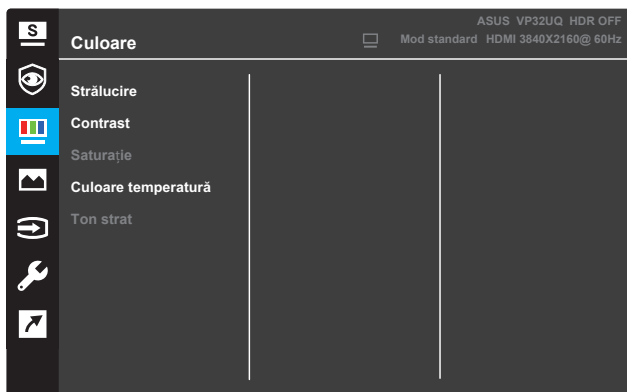 S
ASUS VP32UQ HDR OFF
Culoare
Mod standard HDMI 3840X2160@ 60Hz
Strălucire
Contrast
Saturație
Culoare temperatură
Ton strat